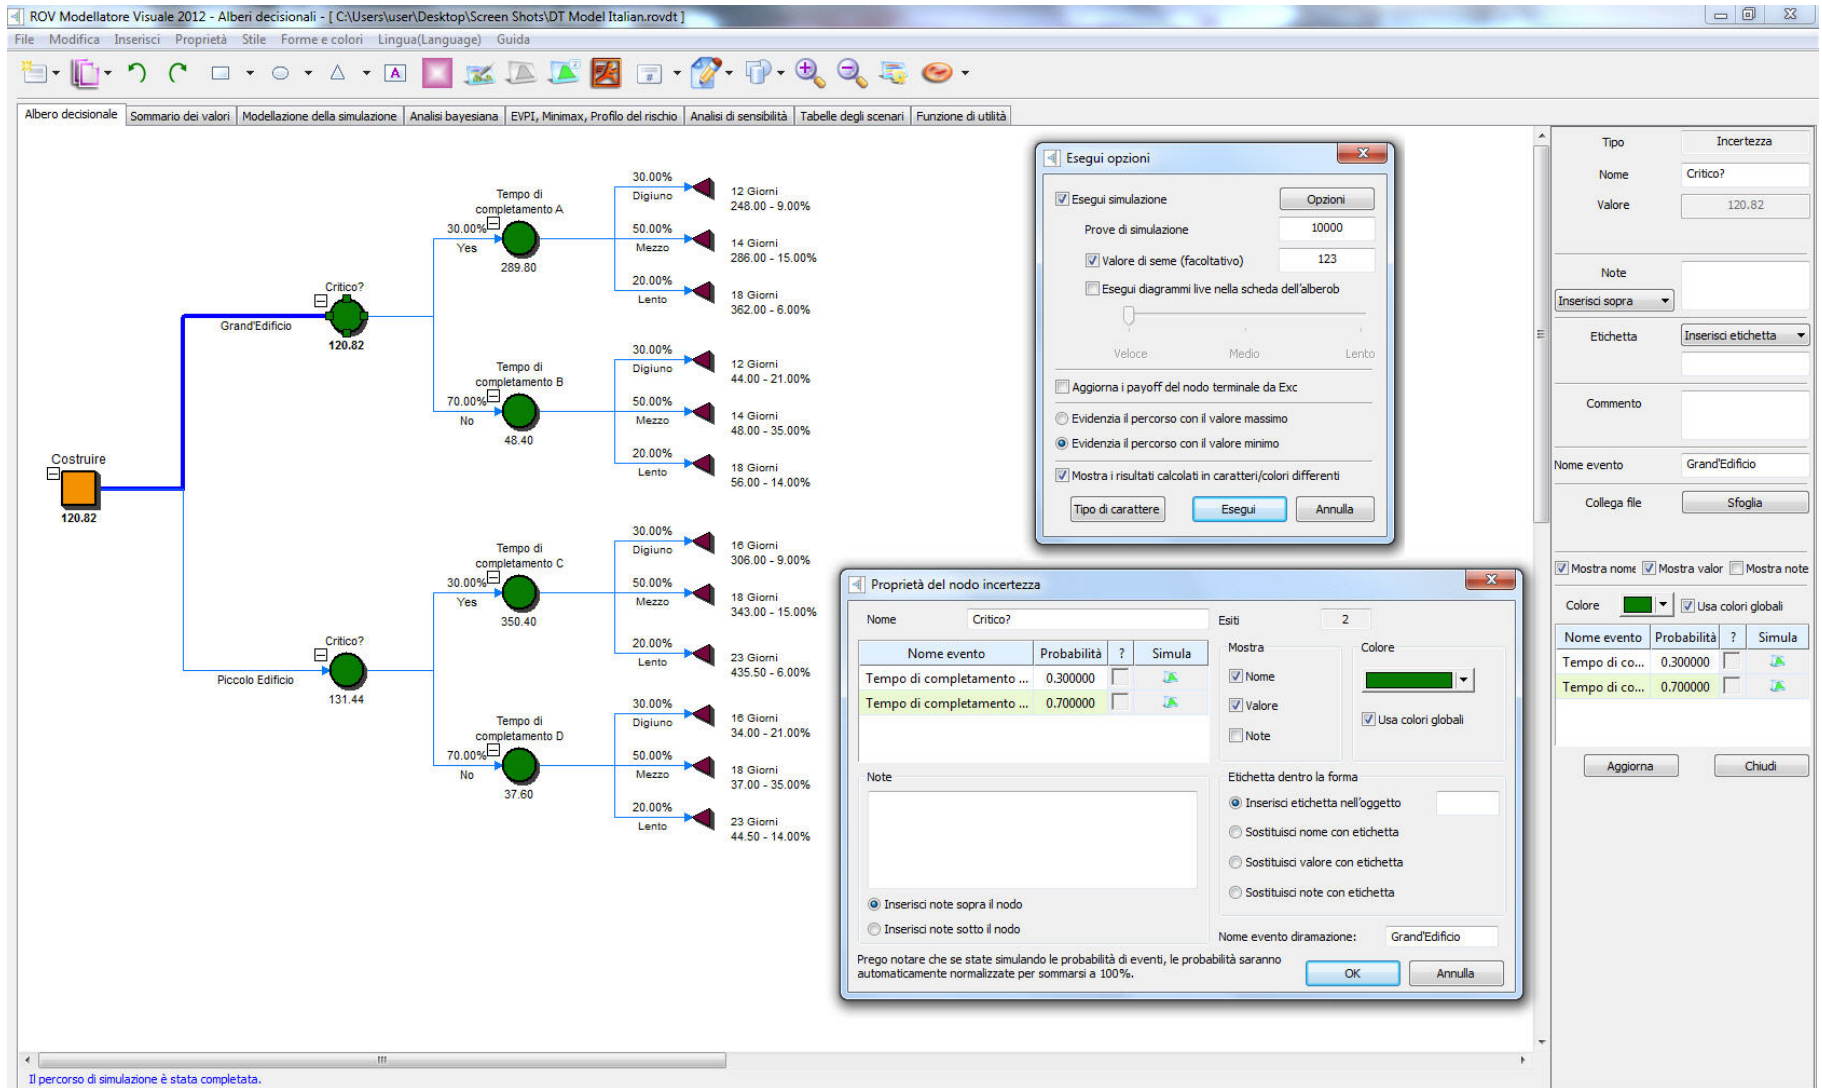 ROV Modellatore Visuale 2012 - Alberi decisionali - [ C:\Users\user\Desktop\Screen Shots\DT Model Italian.rovdt ]
File Modifica Inserisci Proprietà Stile Forme e colori Lingua(Language) Guida
Albero decisionale Sommario dei valori Modellazione della simulazione Analisi bayesiana EVPI, Minimax, Profilo del rischio Analisi di sensibilità Tabelle degli scenari Funzione di utilità
Costruire
120.82
Grand'Edificio
Critico?
120.82
30.00%
Yes
Tempo di
completamento A
289.80
30.00%
Digiuno
12 Giorni
248.00 - 9.00%
50.00%
Mezzo
14 Giorni
286.00 - 15.00%
20.00%
Lento
18 Giorni
362.00 - 6.00%
70.00%
No
Tempo di
completamento B
48.40
30.00%
Digiuno
12 Giorni
44.00 - 21.00%
50.00%
Mezzo
14 Giorni
48.00 - 35.00%
20.00%
Lento
18 Giorni
56.00 - 14.00%
Piccolo Edificio
Critico?
131.44
30.00%
Yes
Tempo di
completamento C
350.40
30.00%
Digiuno
16 Giorni
306.00 - 9.00%
50.00%
Mezzo
18 Giorni
343.00 - 15.00%
20.00%
Lento
23 Giorni
435.50 - 6.00%
70.00%
No
Tempo di
completamento D
37.60
30.00%
Digiuno
16 Giorni
34.00 - 21.00%
50.00%
Mezzo
18 Giorni
37.00 - 35.00%
20.00%
Lento
23 Giorni
44.50 - 14.00%
Esegui opzioni
Esegui simulazione Opzioni
Prove di simulazione 10000
Valore di seme (facoltativo) 123
Esegui diagrammi live nella scheda dell'alberob
Veloce Medio Lento
Aggiorna i payoff del nodo terminale da Exc
Evidenzia il percorso con il valore massimo
Evidenzia il percorso con il valore minimo
Mostra i risultati calcolati in caratteri/colori differenti
Tipo di carattere Esegui Annulla
Proprietà del nodo incertezza
Nome Critico? Esiti 2
Nome evento Probabilità ? Simula
Tempo di completamento ... 0.300000
Tempo di completamento ... 0.700000
Mostra
Nome
Valore
Note
Colore
Usa colori globali
Note
Inserisci note sopra il nodo
Inserisci note sotto il nodo
Etichetta dentro la forma
Inserisci etichetta nell'oggetto
Sostituisci nome con etichetta
Sostituisci valore con etichetta
Sostituisci note con etichetta
Nome evento diramazione: Grand'Edificio
Prego notare che se state simulando le probabilità di eventi, le probabilità saranno
automaticamente normalizzate per sommarsi a 100%.
OK Annulla
Tipo Incertezza
Nome Critico?
Valore 120.82
Note
Inserisci sopra
Etichetta Inserisci etichetta
Commento
Nome evento Grand'Edificio
Collega file Sfoglia
Mostra nome Mostra valor Mostra note
Colore Usa colori globali
Nome evento Probabilità ? Simula
Tempo di co... 0.300000
Tempo di co... 0.700000
Aggiorna Chiudi
Il percorso di simulazione è stata completata.